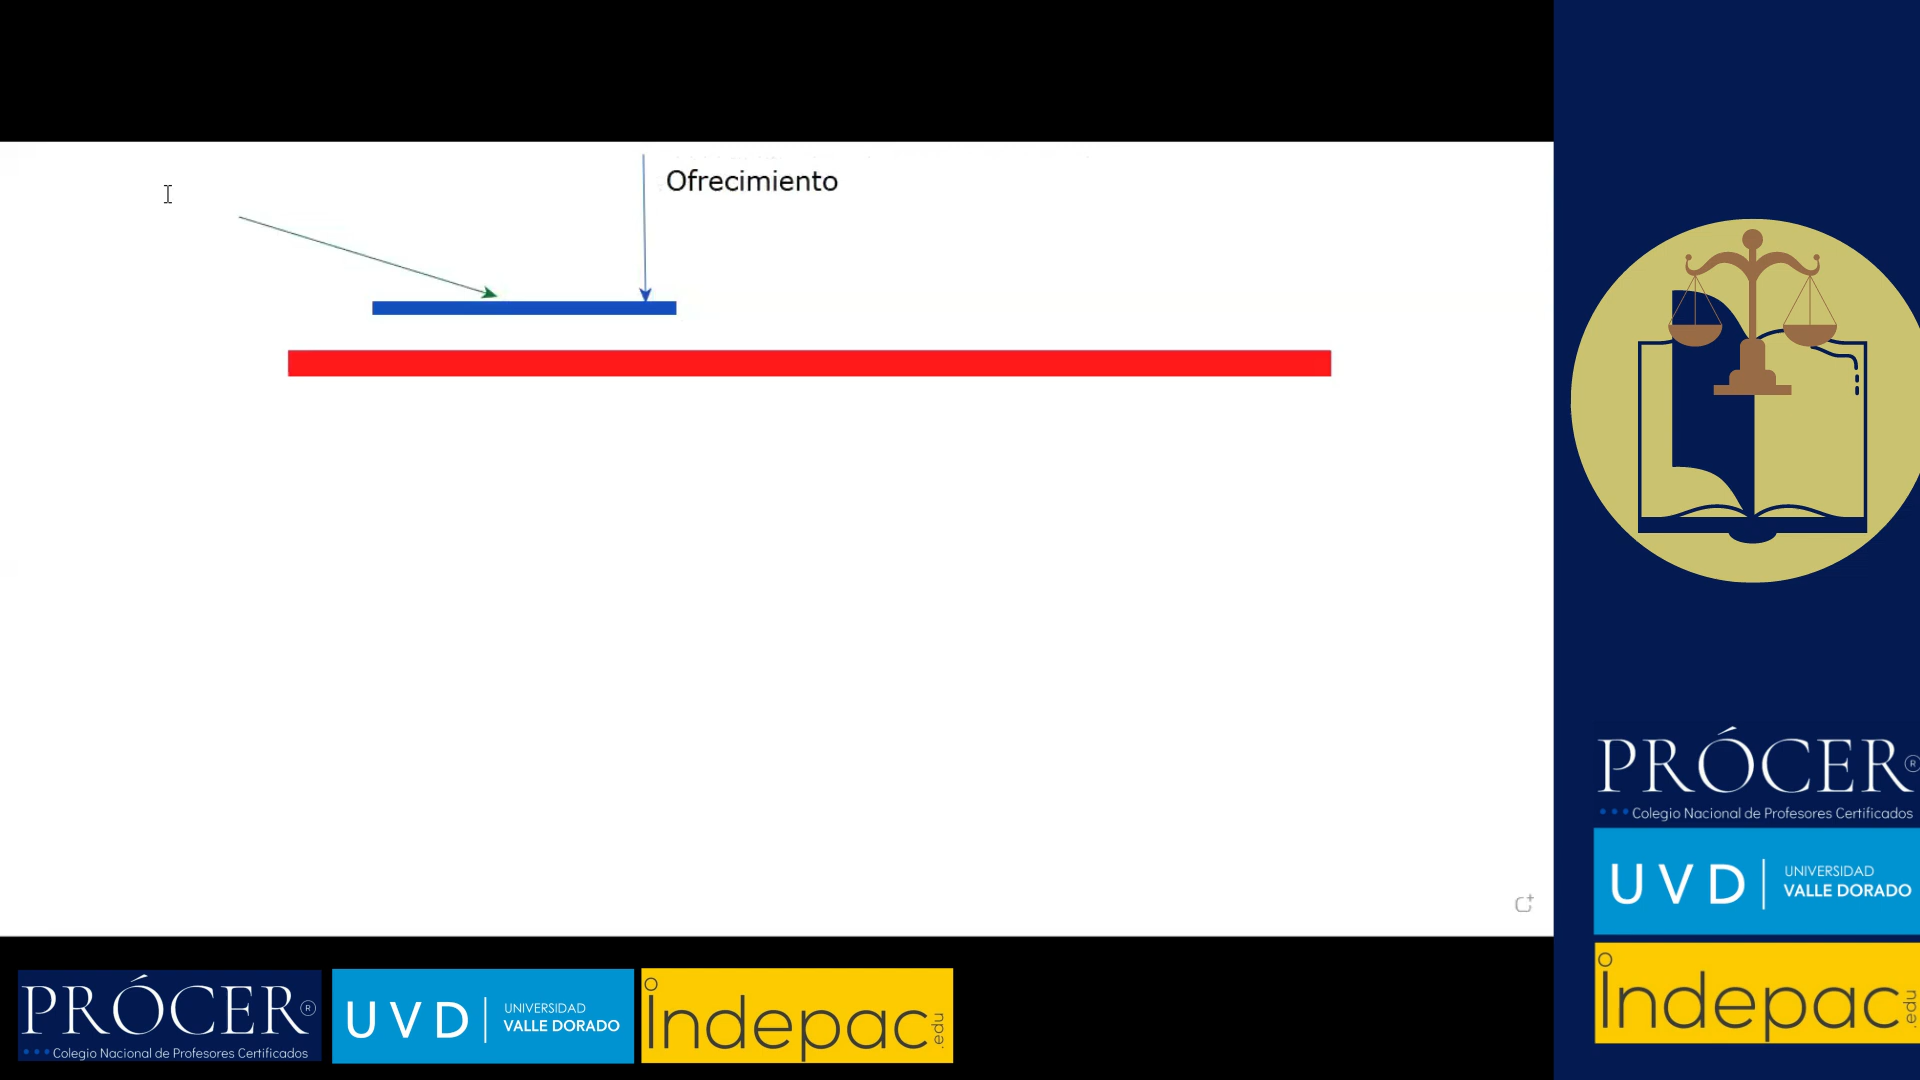 Ofrecimiento
PRÓCER®
Colegio Nacional de Profesores Certificados
UVD
UNIVERSIDAD
VALLE DORADO
Indepac
.edu
PRÓCER®
Colegio Nacional de Profesores Certificados
UVD
UNIVERSIDAD
VALLE DORADO
Indepac
.edu